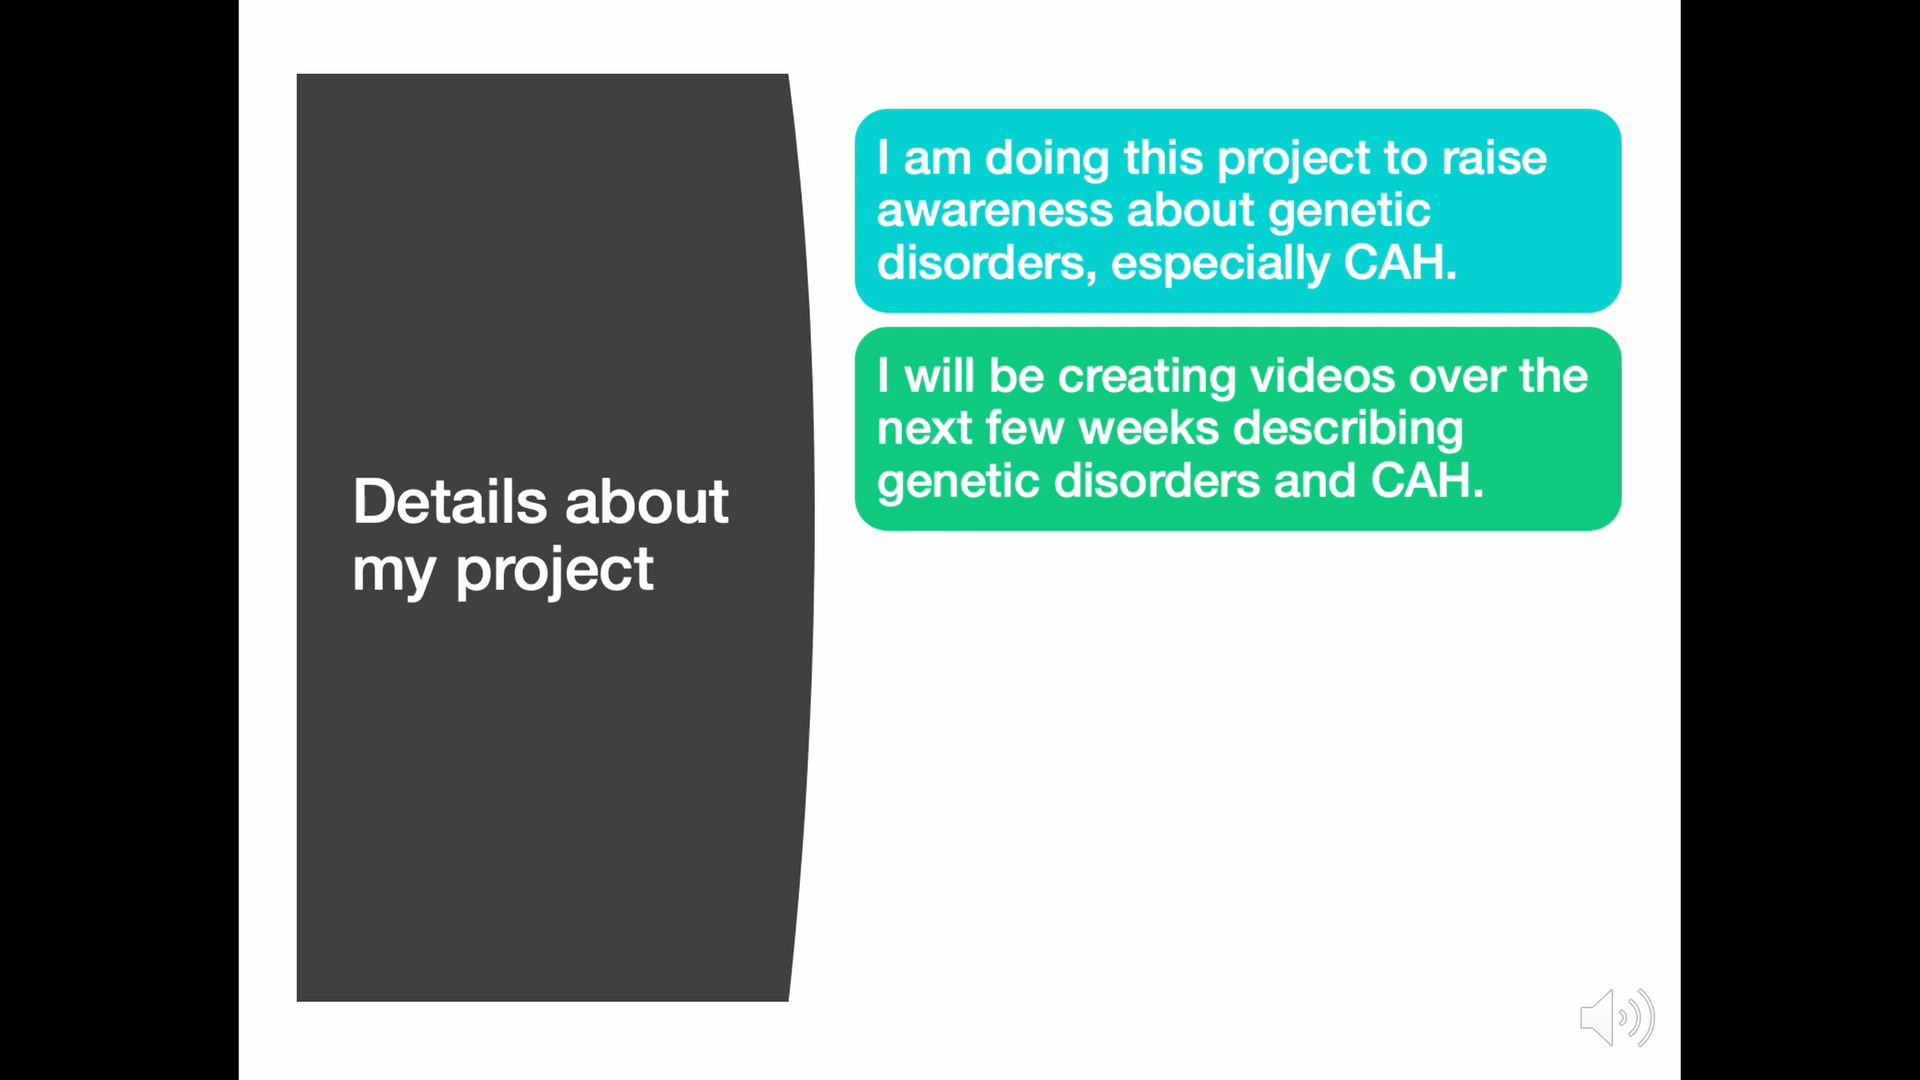 Details about
my project
I am doing this project to raise
awareness about genetic
disorders, especially CAH.
I will be creating videos over the
next few weeks describing
genetic disorders and CAH.